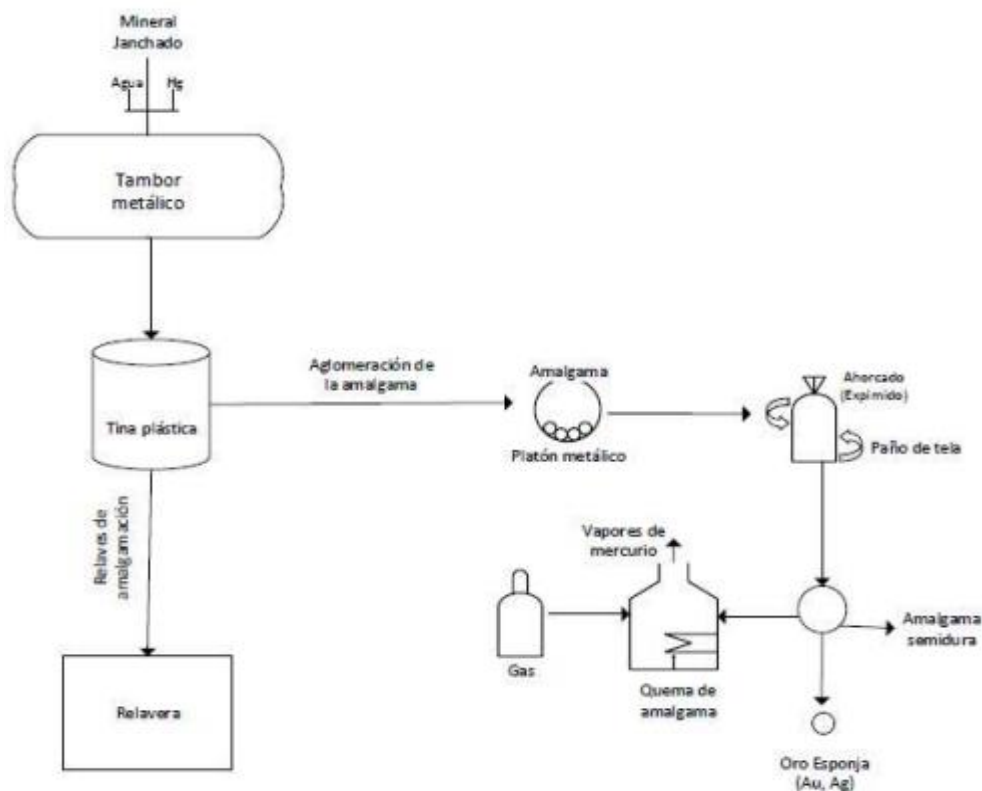 Mineral
Janchado
Agua
Hg
Tambor
metálico
Tina plástica
Aglomeración de
la amalgama
Amalgama
Platón metálico
Ahorcado
(Expimido)
Paño de tela
Relaves de
amalgamación
Vapores de
mercurio
Gas
Quema de
amalgama
Amalgama
semidura
Relavera
Oro Esponja
(Au, Ag)